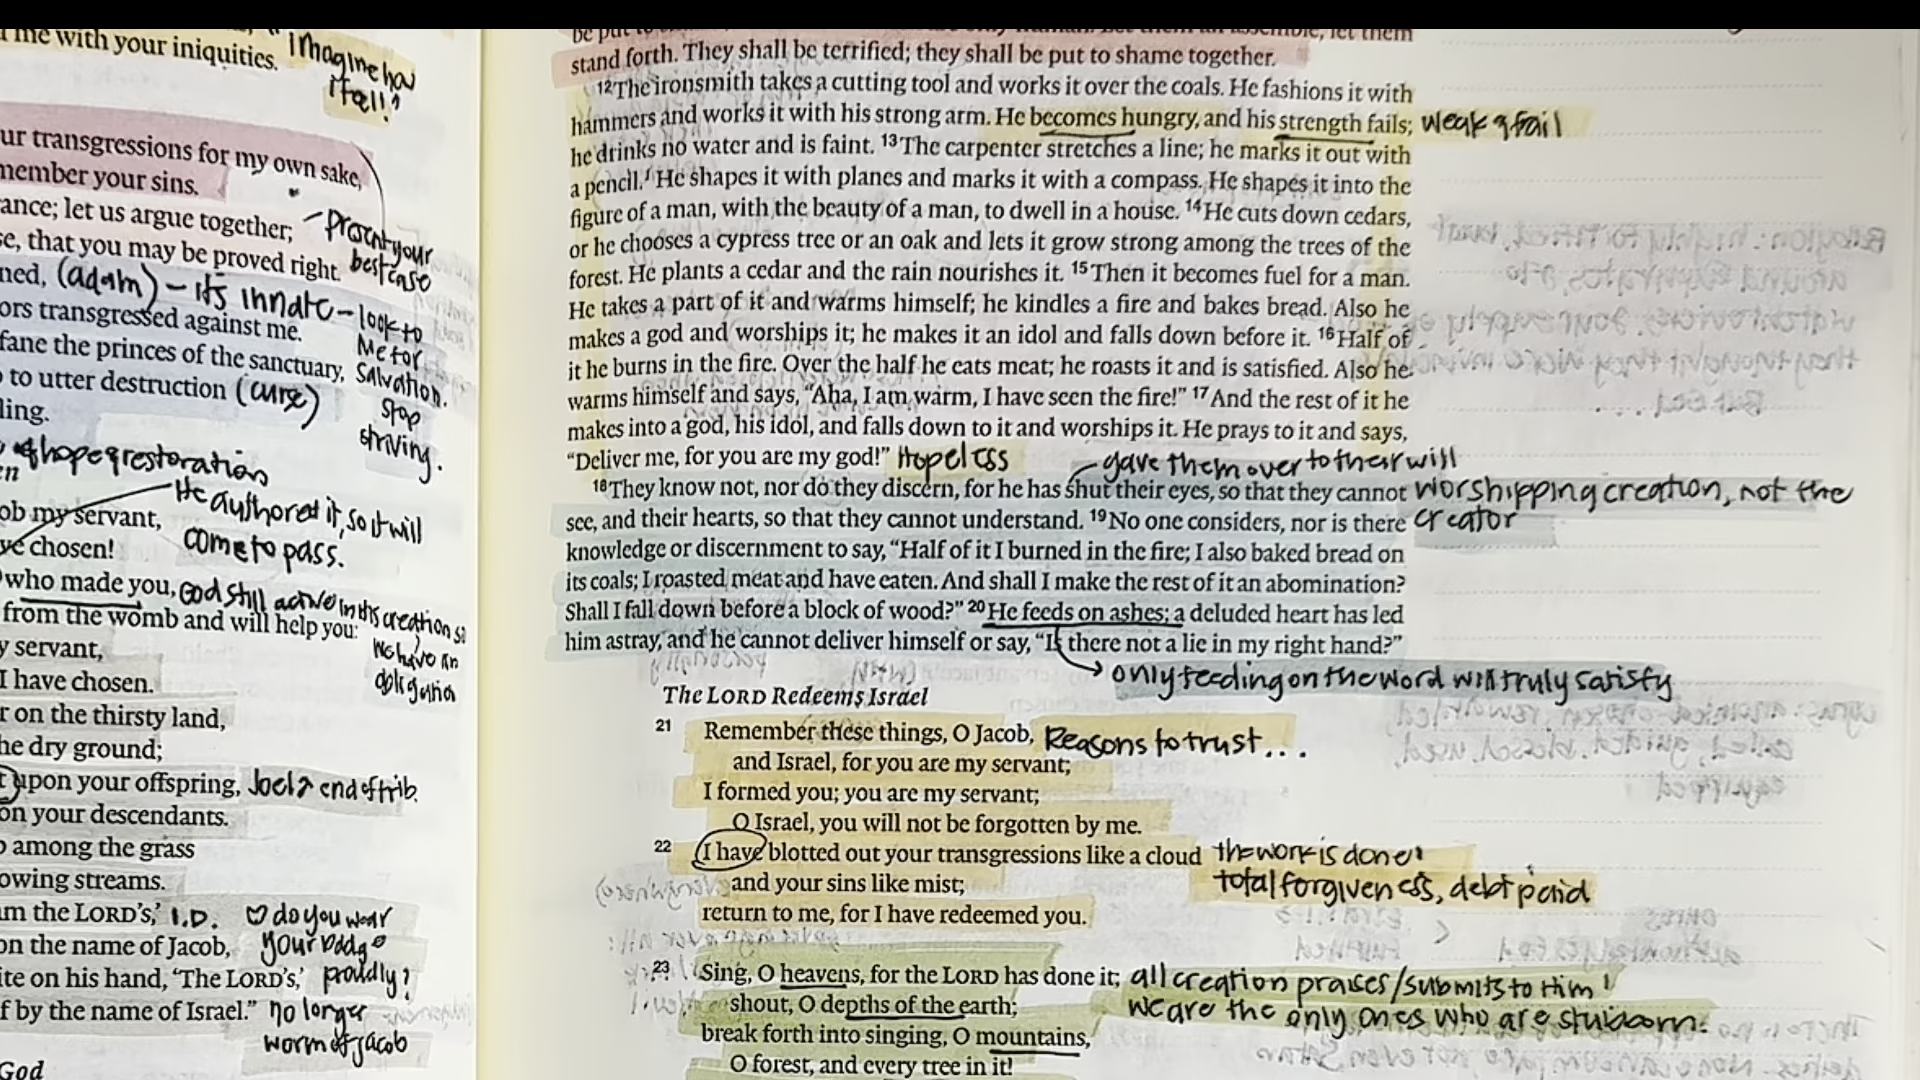 me with your iniquities. "imagine how
it all?
ur transgressions for my own sake,
member your sins.
ance; let us argue together; – present your
e, that you may be proved right. best case
ned, (adam) – it's innate – look to
ors transgressed against me. Me for
fane the princes of the sanctuary, Salvation.
to utter destruction (curse) Stop
ling. striving.
of hope & restoration
en
He authored it, so it will
ob my servant, come to pass.
ve chosen!
who made you, God still active in his creation so
from the womb and will help you: we have an
y servant, obligation
I have chosen.
r on the thirsty land,
he dry ground;
t upon your offspring, Joel 2 end of trib.
on your descendants.
among the grass
owing streams.
m the LORD's,' I.D. ♡ do you wear
on the name of Jacob, your badge
ite on his hand, 'The LORD's,' proudly?
f by the name of Israel." no longer
worm of Jacob
God
be put to let them
stand forth. They shall be terrified; they shall be put to shame together.
12 The ironsmith takes a cutting tool and works it over the coals. He fashions it with
hammers and works it with his strong arm. He becomes hungry, and his strength fails; weak & frail
he drinks no water and is faint. 13 The carpenter stretches a line; he marks it out with
a pencil. He shapes it with planes and marks it with a compass. He shapes it into the
figure of a man, with the beauty of a man, to dwell in a house. 14 He cuts down cedars,
or he chooses a cypress tree or an oak and lets it grow strong among the trees of the
forest. He plants a cedar and the rain nourishes it. 15 Then it becomes fuel for a man.
He takes a part of it and warms himself; he kindles a fire and bakes bread. Also he
makes a god and worships it; he makes it an idol and falls down before it. 16 Half of
it he burns in the fire. Over the half he eats meat; he roasts it and is satisfied. Also he
warms himself and says, "Aha, I am warm, I have seen the fire!" 17 And the rest of it he
makes into a god, his idol, and falls down to it and worships it. He prays to it and says,
"Deliver me, for you are my god!" Hopeless
gave them over to their will
18 They know not, nor do they discern, for he has shut their eyes, so that they cannot worshipping creation, not the
see, and their hearts, so that they cannot understand. 19 No one considers, nor is there creator
knowledge or discernment to say, "Half of it I burned in the fire; I also baked bread on
its coals; I roasted meat and have eaten. And shall I make the rest of it an abomination?
Shall I fall down before a block of wood?" 20 He feeds on ashes; a deluded heart has led
him astray, and he cannot deliver himself or say, "Is there not a lie in my right hand?"
only feeding on the word will truly satisfy
The LORD Redeems Israel
21 Remember these things, O Jacob, Reasons to trust...
and Israel, for you are my servant;
I formed you; you are my servant;
O Israel, you will not be forgotten by me.
22 I have blotted out your transgressions like a cloud the work is done!
and your sins like mist; total forgiveness, debt paid
return to me, for I have redeemed you.
23 Sing, O heavens, for the LORD has done it; all creation praises/submits to Him!
shout, O depths of the earth; we are the only ones who are stubborn.
break forth into singing, O mountains,
O forest, and every tree in it!